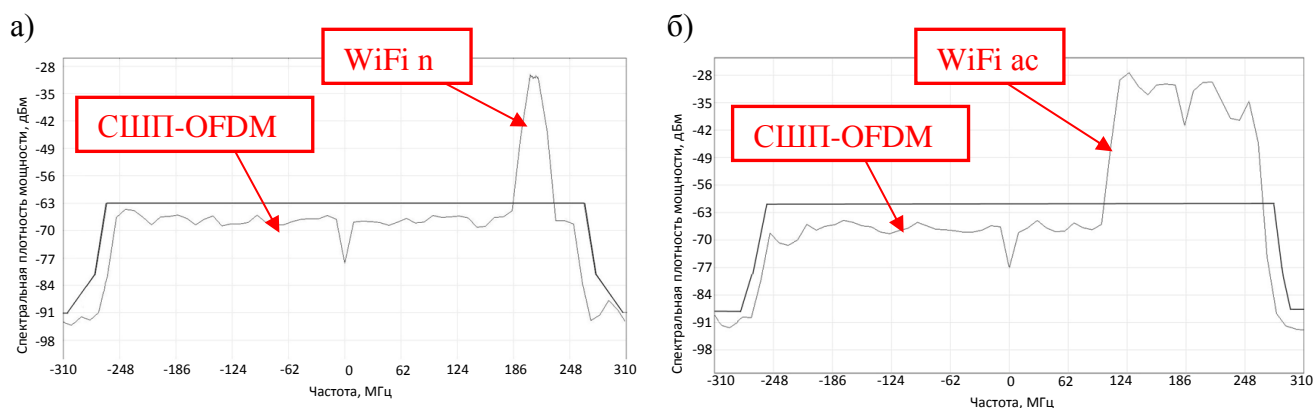 а)
WiFi n
СШП-OFDM
Спектральная плотность мощности, дБм
-28
-35
-42
-49
-56
-63
-70
-77
-84
-91
-98
-310 -248 -186 -124 -62 0 62 124 186 248 310
Частота, МГц
б)
WiFi ac
СШП-OFDM
Спектральная плотность мощности, дБм
-28
-35
-42
-49
-56
-63
-70
-77
-84
-91
-98
-310 -248 -186 -124 -62 0 62 124 186 248 310
Частота, МГц